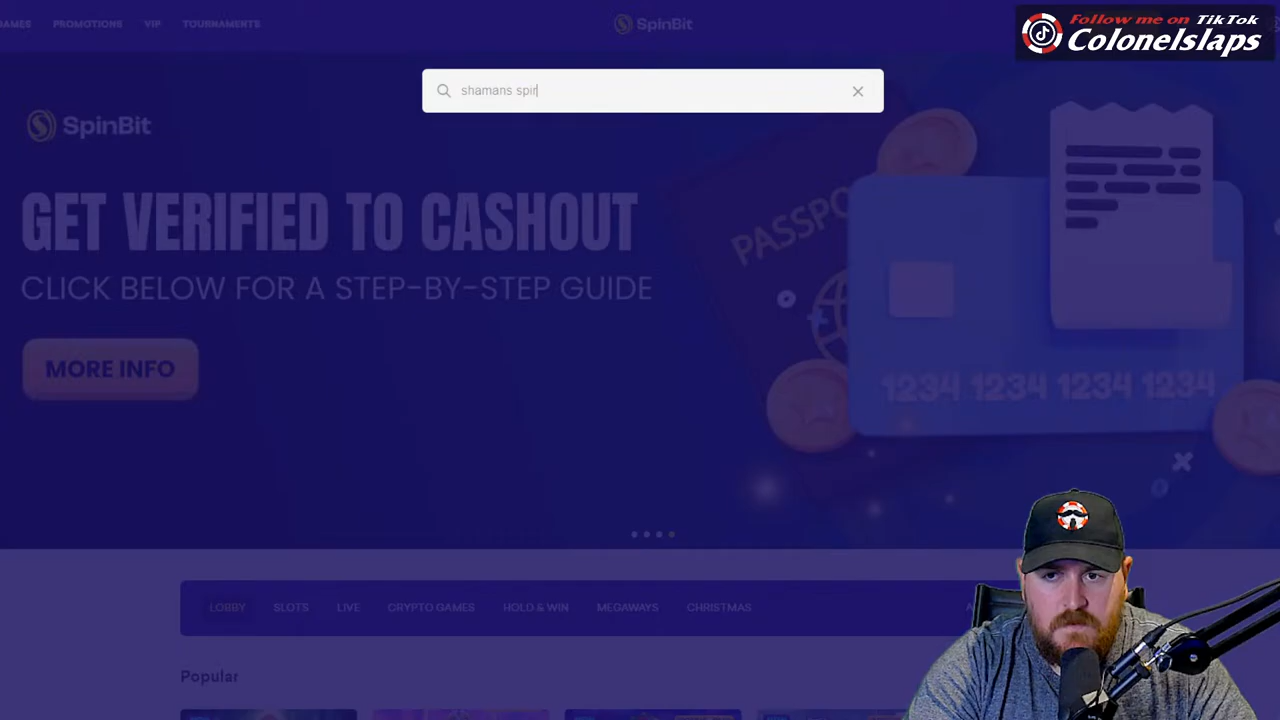 GAMES PROMOTIONS VIP TOURNAMENTS
SpinBit
Follow me on TikTok
Colonelslaps
shamans spir
SpinBit
GET VERIFIED TO CASHOUT
CLICK BELOW FOR A STEP-BY-STEP GUIDE
MORE INFO
PASSPO
1234 1234 1234 1234
LOBBY SLOTS LIVE CRYPTO GAMES HOLD & WIN MEGAWAYS CHRISTMAS
Popular